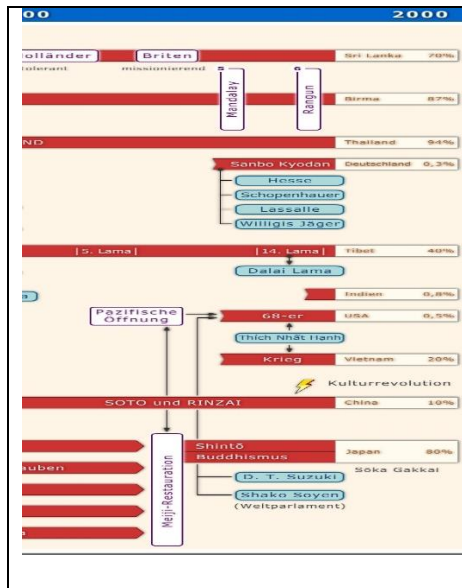 00 2000
olländer Briten Sri Lanka 70%
tolerant missionierend
Mandalay Rangun
Birma 87%
ND Thailand 94%
Sanbo Kyodan Deutschland 0,3%
Hesse
Schopenhauer
Lassalle
Willigis Jäger
|5. Lama| |14. Lama| Tibet 40%
Dalai Lama
a Indien 0,8%
Pazifische
Öffnung
68-er USA 0,5%
Thich Nhất Hạnh
Krieg Vietnam 20%
Kulturrevolution
SOTO und RINZAI China 10%
Meiji-Restauration
Shintō
Buddhismus
Japan 80%
auben
Sōka Gakkai
D. T. Suzuki
Shako Soyen
(Weltparlament)